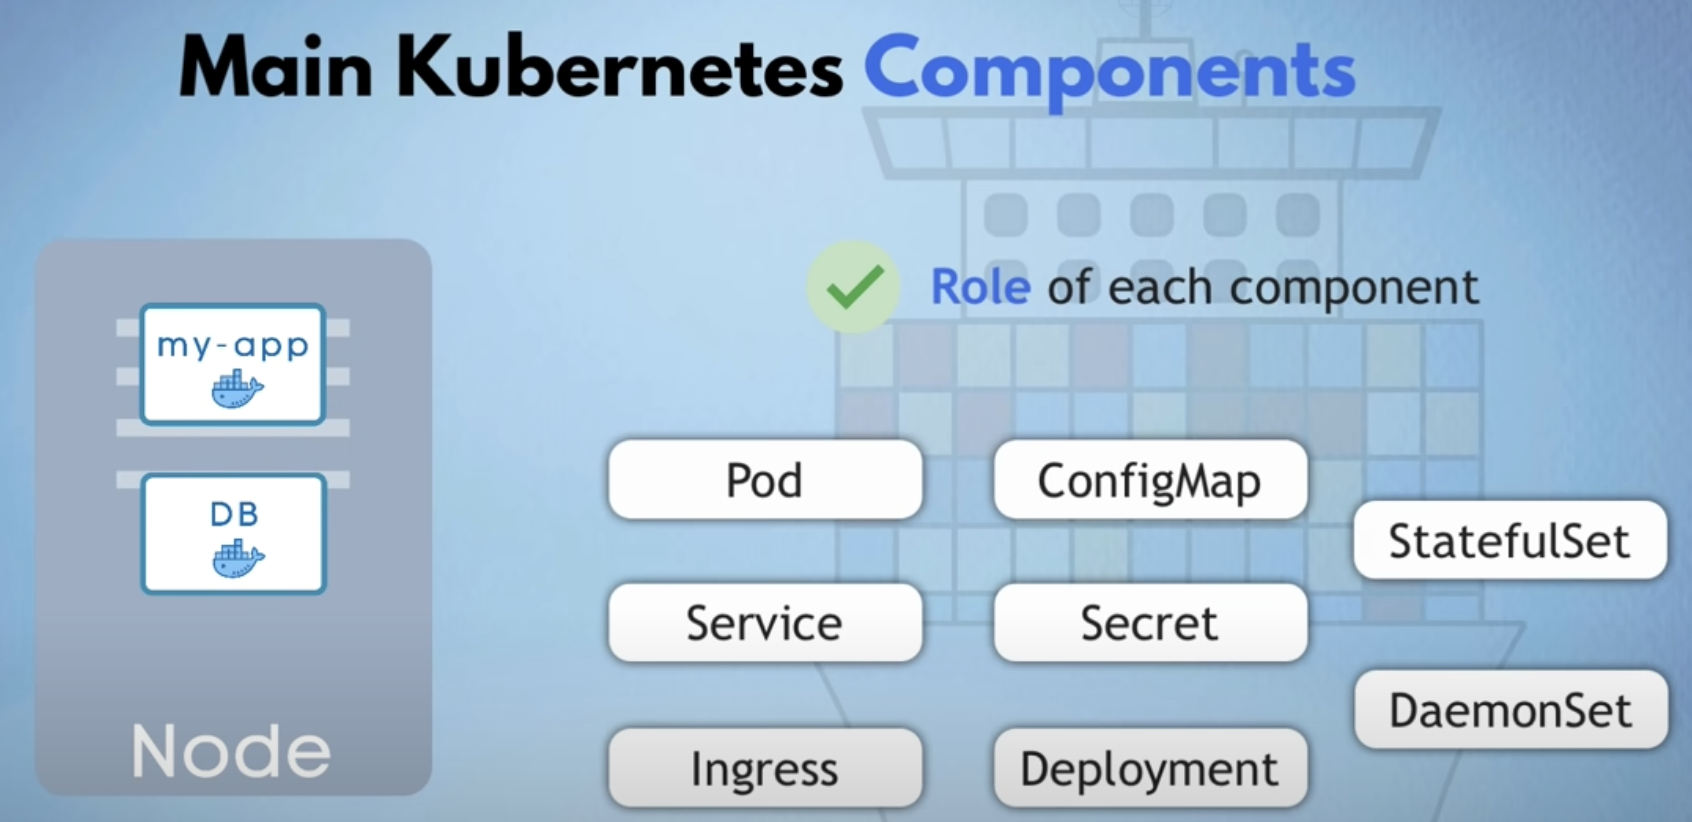 Main Kubernetes Components
Role of each component
my-app
DB
Node
Pod
ConfigMap
StatefulSet
Service
Secret
DaemonSet
Ingress
Deployment